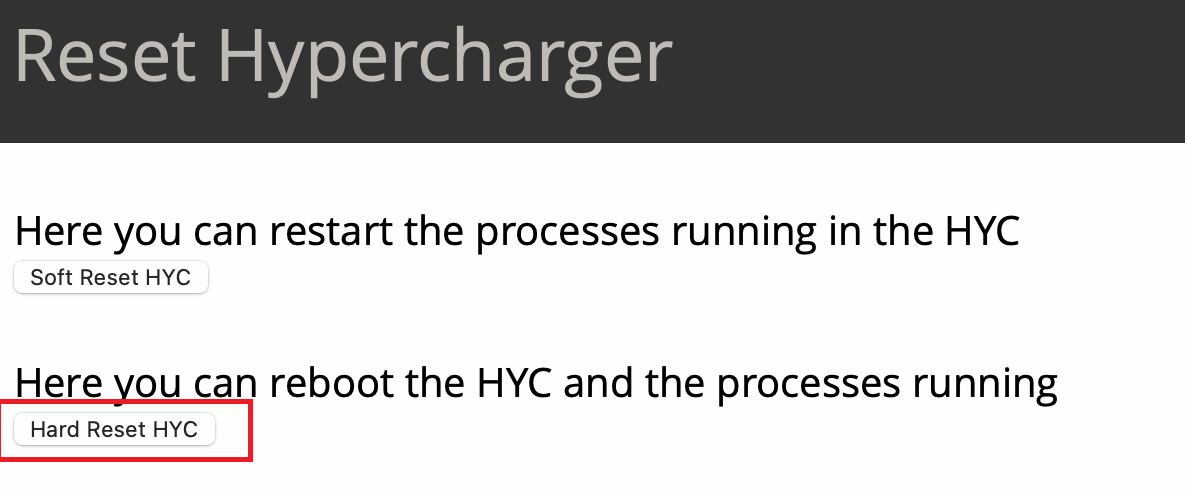 Reset Hypercharger
Here you can restart the processes running in the HYC
Soft Reset HYC
Here you can reboot the HYC and the processes running
Hard Reset HYC